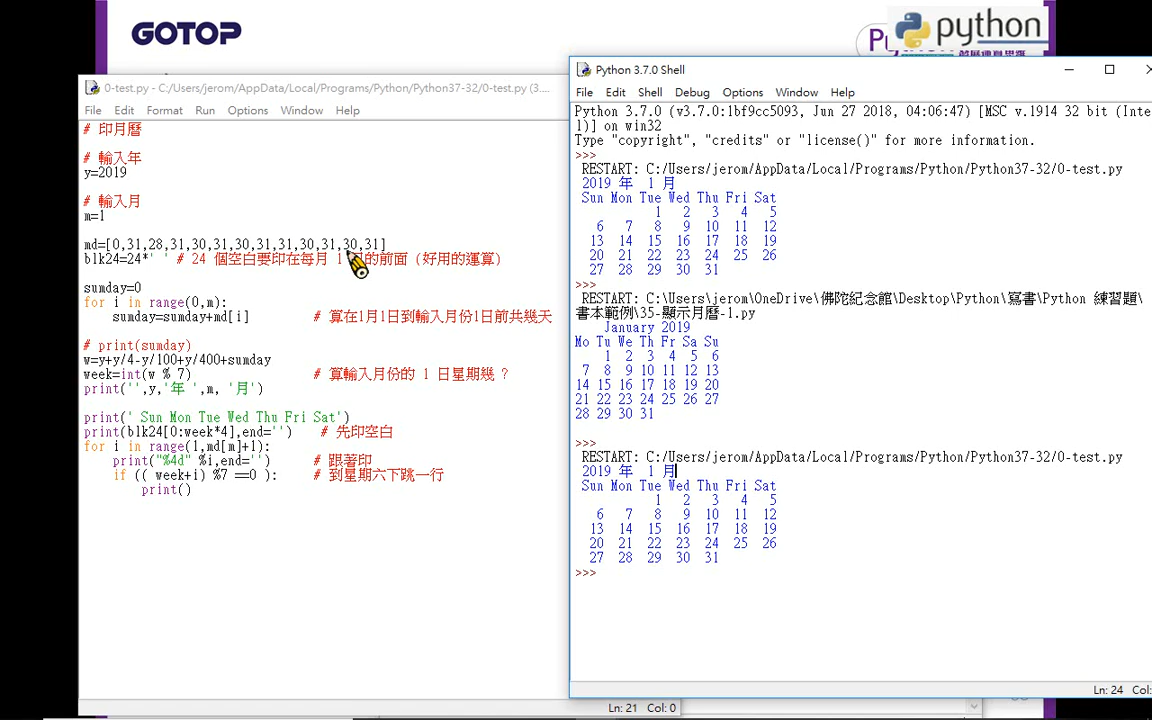 GOTOP
python
0-test.py - C:/Users/jerom/AppData/Local/Programs/Python/Python37-32/0-test.py (3....
File Edit Format Run Options Window Help
# 印月曆
# 輸入年
y=2019
# 輸入月
m=1
md=[0,31,28,31,30,31,30,31,31,30,31,30,31]
blk24=24*' ' # 24 個空白要印在每月 1 的前面 (好用的運算)
sumday=0
for i in range(0,m):
sumday=sumday+md[i] # 算在1月1日到輸入月份1日前共幾天
# print(sumday)
w=y+y/4-y/100+y/400+sumday
week=int(w % 7) # 算輸入月份的 1 日星期幾 ?
print('',y,'年 ',m, '月')
print(' Sun Mon Tue Wed Thu Fri Sat')
print(blk24[0:week*4],end='') # 先印空白
for i in range(1,md[m]+1):
print("%4d" %i,end='') # 跟著印
if (( week+i) %7 ==0 ): # 到星期六下跳一行
print()
Ln: 21 Col: 0
Python 3.7.0 Shell
File Edit Shell Debug Options Window Help
Python 3.7.0 (v3.7.0:1bf9cc5093, Jun 27 2018, 04:06:47) [MSC v.1914 32 bit (Inte
l)] on win32
Type "copyright", "credits" or "license()" for more information.
>>>
RESTART: C:/Users/jerom/AppData/Local/Programs/Python/Python37-32/0-test.py
2019 年 1 月
Sun Mon Tue Wed Thu Fri Sat
1 2 3 4 5
6 7 8 9 10 11 12
13 14 15 16 17 18 19
20 21 22 23 24 25 26
27 28 29 30 31
>>>
RESTART: C:\Users\jerom\OneDrive\佛陀紀念館\Desktop\Python\寫書\Python 練習題\
書本範例\35-顯示月曆-1.py
January 2019
Mo Tu We Th Fr Sa Su
1 2 3 4 5 6
7 8 9 10 11 12 13
14 15 16 17 18 19 20
21 22 23 24 25 26 27
28 29 30 31
>>>
RESTART: C:/Users/jerom/AppData/Local/Programs/Python/Python37-32/0-test.py
2019 年 1 月
Sun Mon Tue Wed Thu Fri Sat
1 2 3 4 5
6 7 8 9 10 11 12
13 14 15 16 17 18 19
20 21 22 23 24 25 26
27 28 29 30 31
>>>
Ln: 24 Col: